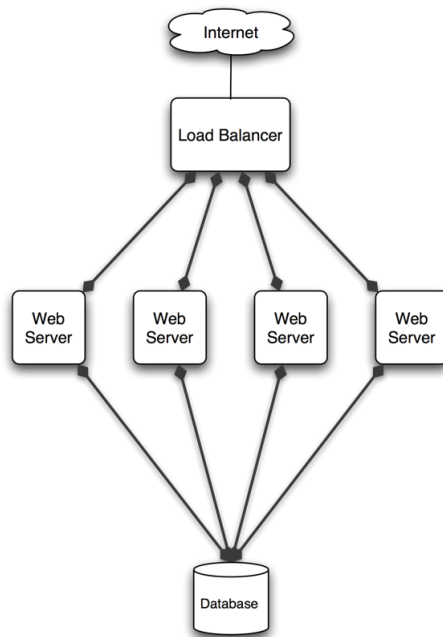 Internet
Load Balancer
Web
Server
Web
Server
Web
Server
Web
Server
Database